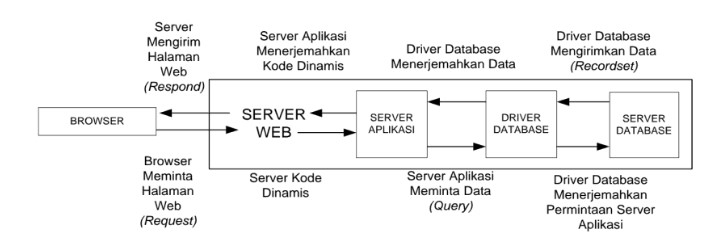 Server
Mengirim
Halaman
Web
(Respond)
Server Aplikasi
Menerjemahkan
Kode Dinamis
Driver Database
Menerjemahkan Data
Driver Database
Mengirimkan Data
(Recordset)
BROWSER
SERVER
WEB
SERVER
APLIKASI
DRIVER
DATABASE
SERVER
DATABASE
Browser
Meminta
Halaman
Web
(Request)
Server Kode
Dinamis
Server Aplikasi
Meminta Data
(Query)
Driver Database
Menerjemahkan
Permintaan Server
Aplikasi